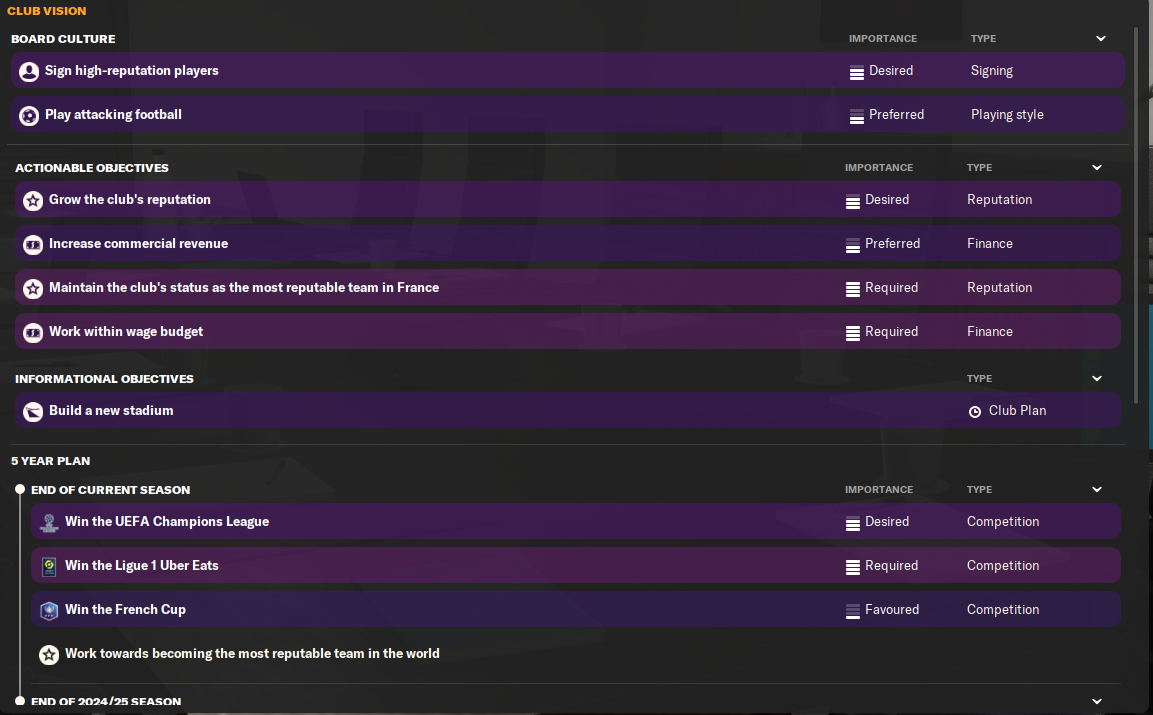 CLUB VISION
BOARD CULTURE IMPORTANCE TYPE
Sign high-reputation players Desired Signing
Play attacking football Preferred Playing style
ACTIONABLE OBJECTIVES IMPORTANCE TYPE
Grow the club's reputation Desired Reputation
Increase commercial revenue Preferred Finance
Maintain the club's status as the most reputable team in France Required Reputation
Work within wage budget Required Finance
INFORMATIONAL OBJECTIVES TYPE
Build a new stadium Club Plan
5 YEAR PLAN
END OF CURRENT SEASON IMPORTANCE TYPE
Win the UEFA Champions League Desired Competition
Win the Ligue 1 Uber Eats Required Competition
Win the French Cup Favoured Competition
Work towards becoming the most reputable team in the world
END OF 2024/25 SEASON